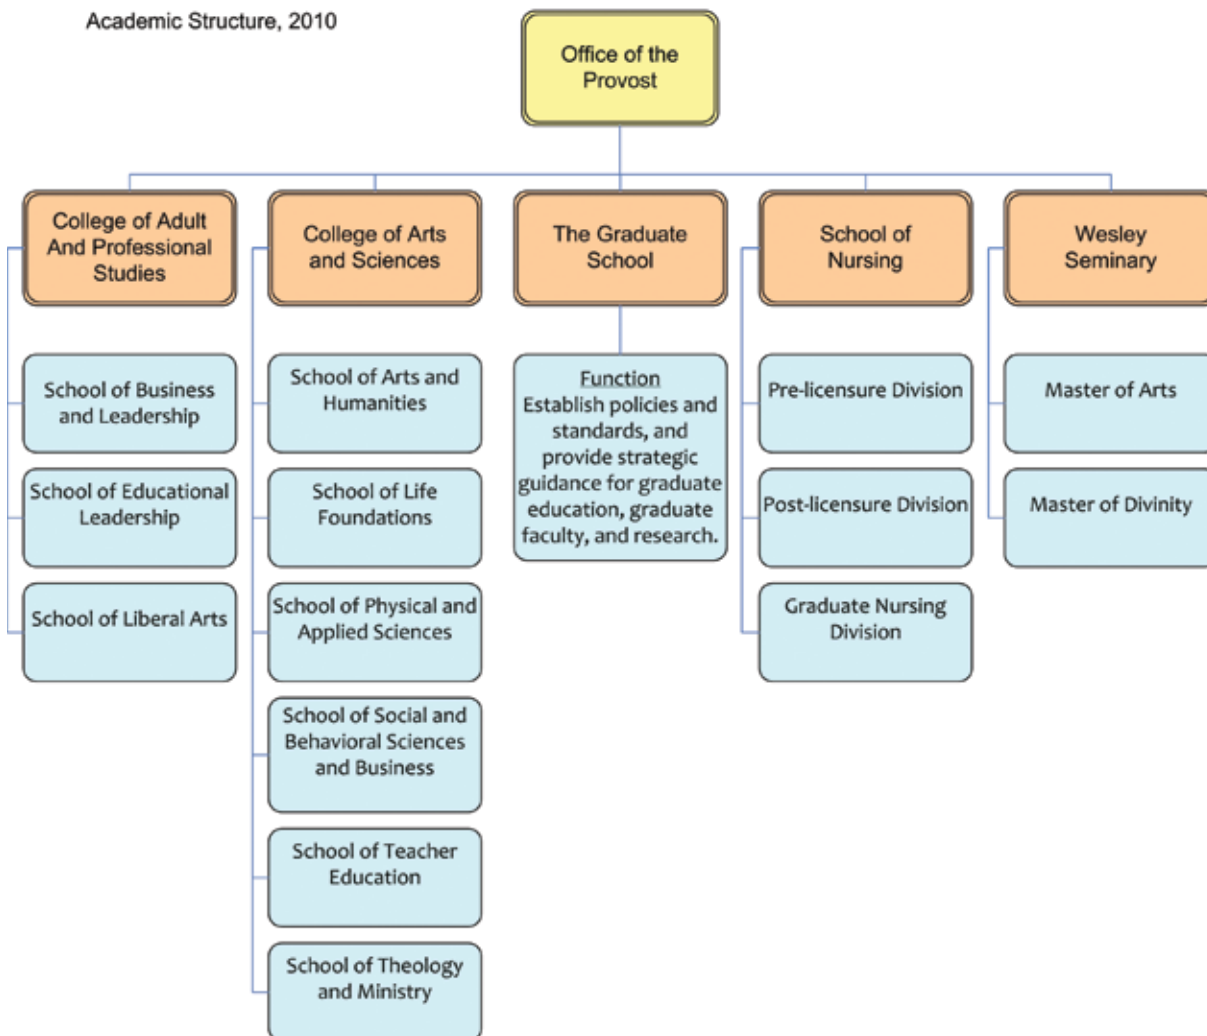 Academic Structure, 2010
Office of the
Provost
College of Adult
And Professional
Studies
College of Arts
and Sciences
The Graduate
School
School of
Nursing
Wesley
Seminary
School of Business
and Leadership
School of Educational
Leadership
School of Liberal Arts
School of Arts and
Humanities
School of Life
Foundations
School of Physical and
Applied Sciences
School of Social and
Behavioral Sciences
and Business
School of Teacher
Education
School of Theology
and Ministry
Function
Establish policies and
standards, and
provide strategic
guidance for graduate
education, graduate
faculty, and research.
Pre-licensure Division
Post-licensure Division
Graduate Nursing
Division
Master of Arts
Master of Divinity